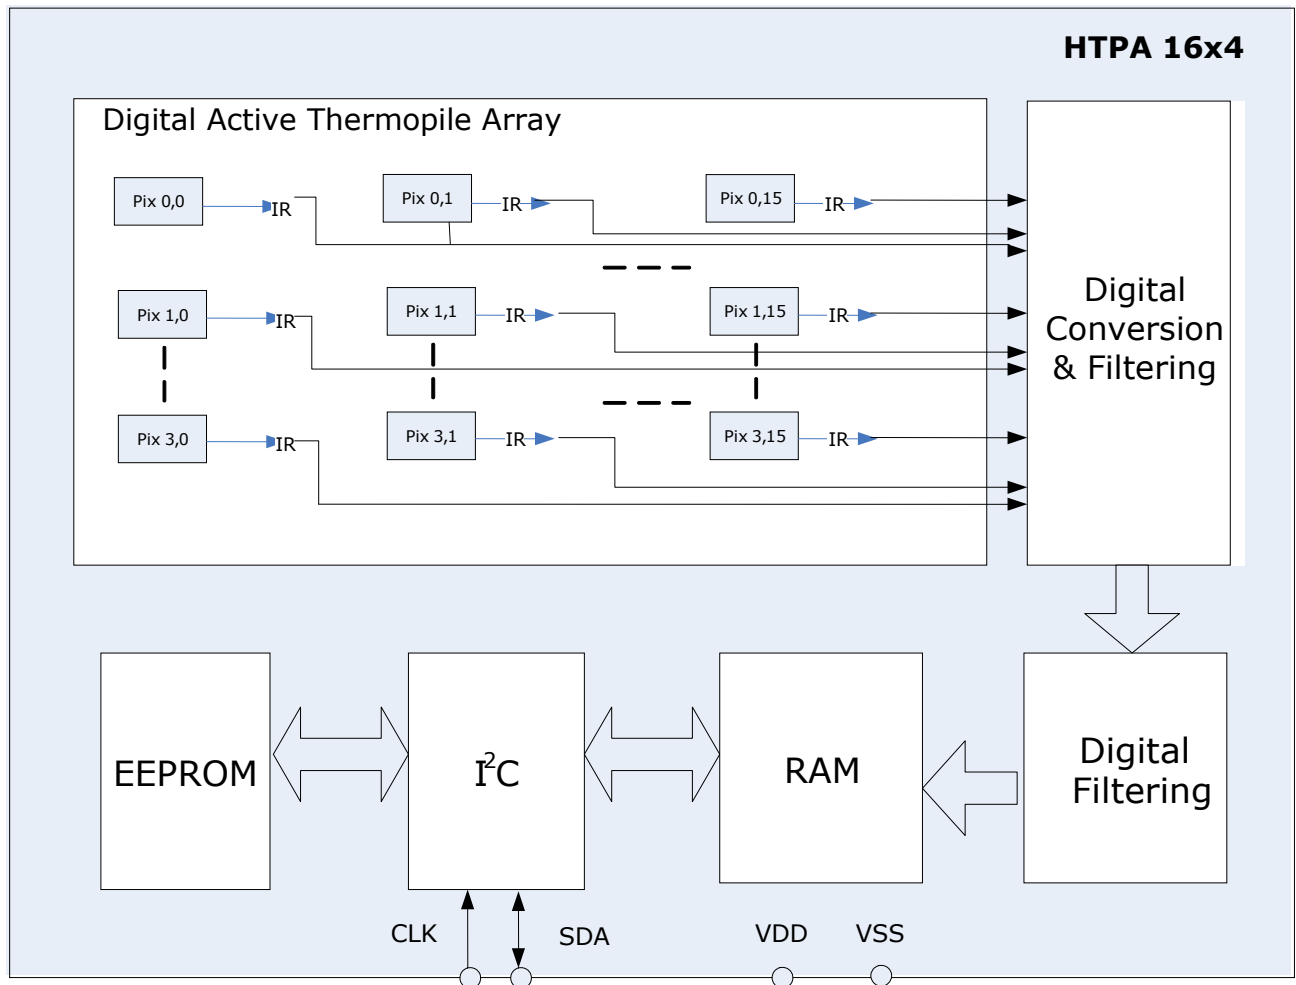 HTPA 16x4
Digital Active Thermopile Array
Pix 0,0
IR
Pix 0,1
IR
Pix 0,15
IR
Pix 1,0
IR
Pix 1,1
IR
Pix 1,15
IR
Pix 3,0
IR
Pix 3,1
IR
Pix 3,15
IR
Digital
Conversion
& Filtering
EEPROM
I²C
RAM
Digital
Filtering
CLK
SDA
VDD
VSS